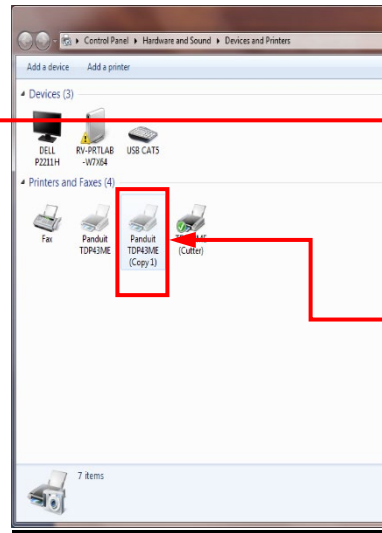 Control Panel ▸ Hardware and Sound ▸ Devices and Printers
Add a device Add a printer
Devices (3)
DELL
P2211H
RV-PRTLAB
-W7X64
USB CAT5
Printers and Faxes (4)
Fax
Panduit
TDP43ME
Panduit
TDP43ME
(Copy 1)
(Cutter)
7 items